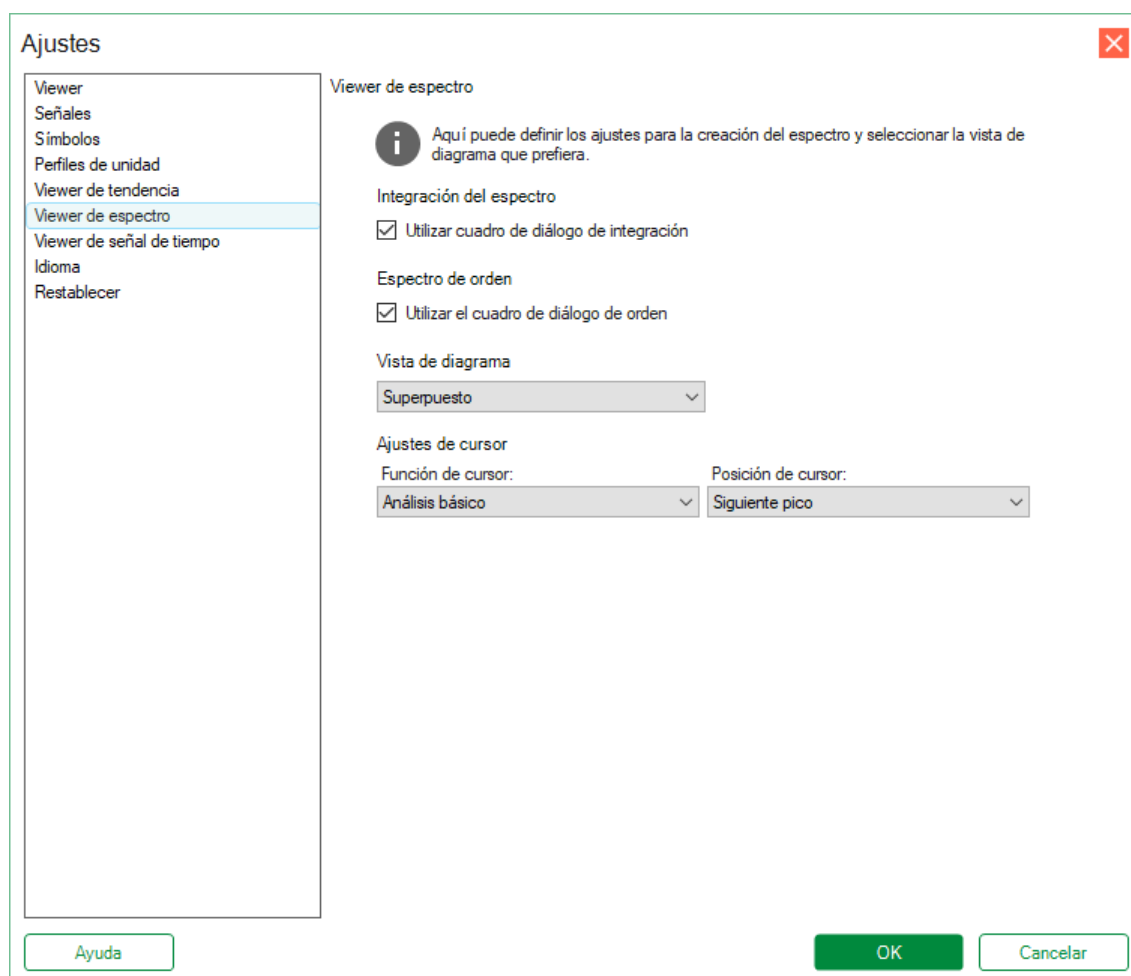 Ajustes
Viewer
Señales
Símbolos
Perfiles de unidad
Viewer de tendencia
Viewer de espectro
Viewer de señal de tiempo
Idioma
Restablecer
Viewer de espectro
Aquí puede definir los ajustes para la creación del espectro y seleccionar la vista de
diagrama que prefiera.
Integración del espectro
Utilizar cuadro de diálogo de integración
Espectro de orden
Utilizar el cuadro de diálogo de orden
Vista de diagrama
Superpuesto
Ajustes de cursor
Función de cursor: Posición de cursor:
Análisis básico Siguiente pico
Ayuda OK Cancelar